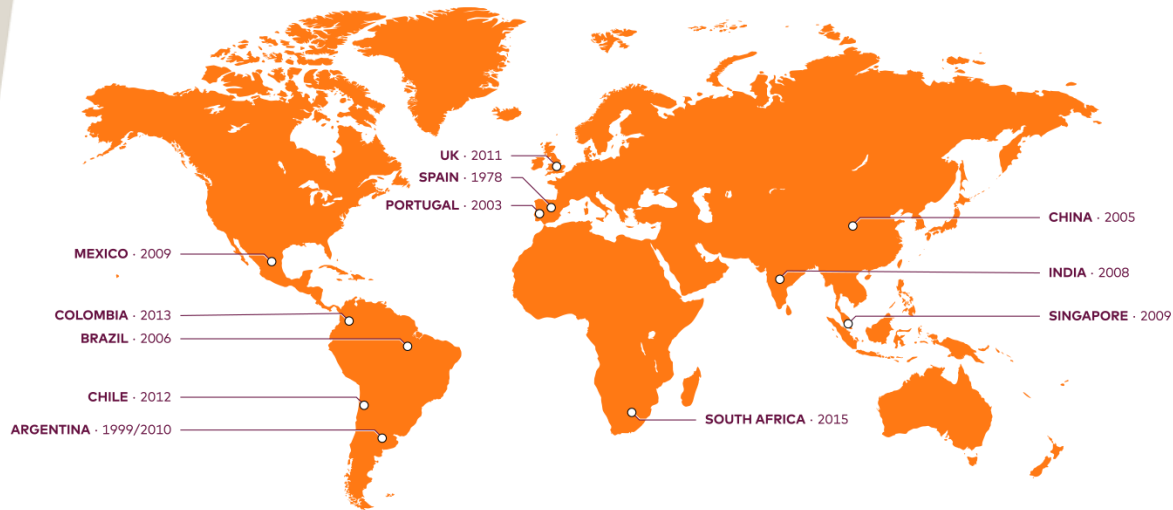 UK · 2011
SPAIN · 1978
PORTUGAL · 2003
CHINA · 2005
MEXICO · 2009
INDIA · 2008
COLOMBIA · 2013
SINGAPORE · 2009
BRAZIL · 2006
CHILE · 2012
SOUTH AFRICA · 2015
ARGENTINA · 1999/2010